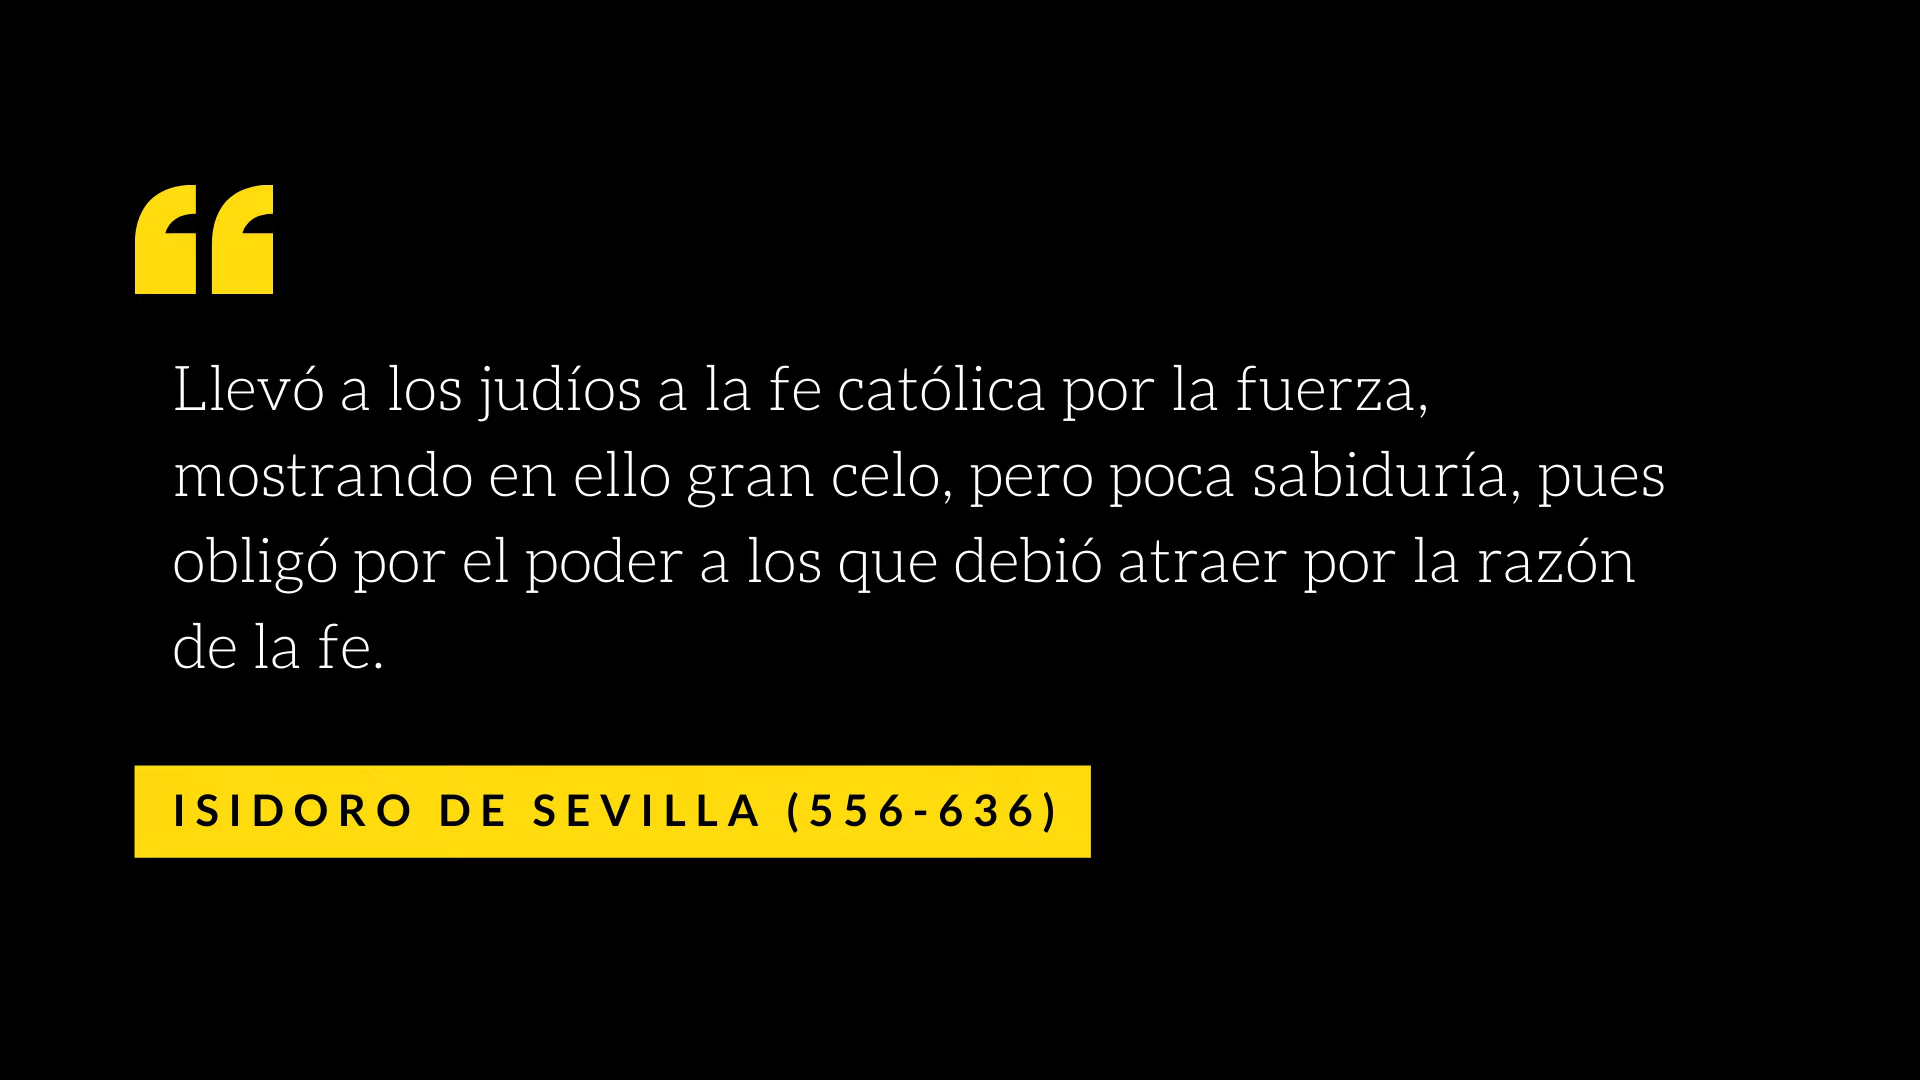 Llevó a los judíos a la fe católica por la fuerza,
mostrando en ello gran celo, pero poca sabiduría, pues
obligó por el poder a los que debió atraer por la razón
de la fe.
ISIDORO DE SEVILLA (556-636)